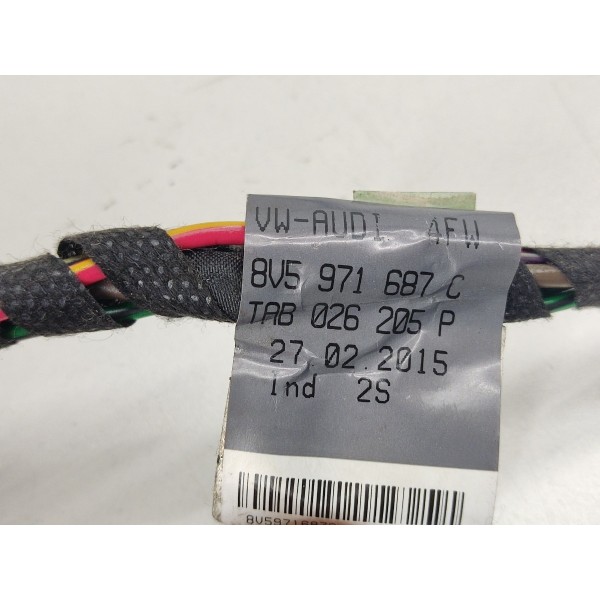 VW-AUDI AFW
8V5 971 687 C
TAB 026 205 P
27.02.2015
Ind 2S